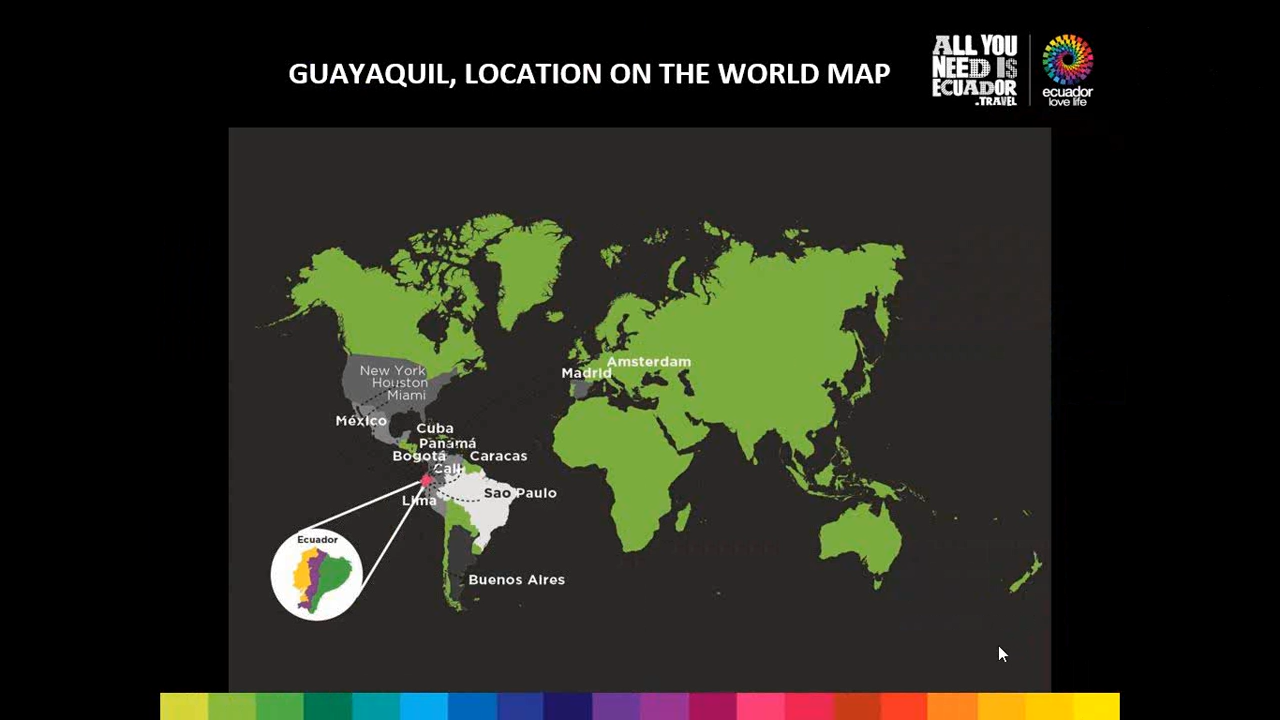 GUAYAQUIL, LOCATION ON THE WORLD MAP
ALL YOU
NEED IS
ECUADOR
.TRAVEL
ecuador
love life
Amsterdam
Madrid
New York
Houston
Miami
México
Cuba
Panamá
Bogotá
Caracas
Cali
Sao Paulo
Lima
Ecuador
Buenos Aires